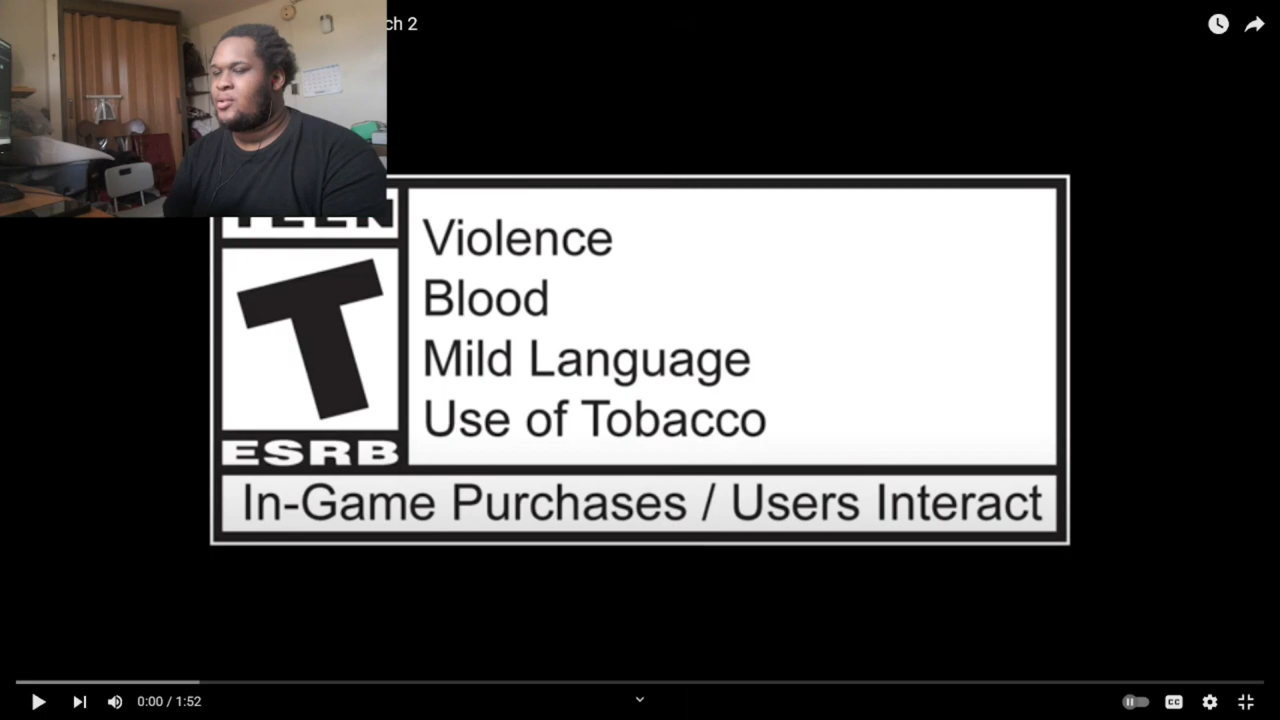 ch 2
TEEN
Violence
Blood
Mild Language
Use of Tobacco
T
ESRB
In-Game Purchases / Users Interact
0:00 / 1:52
CC